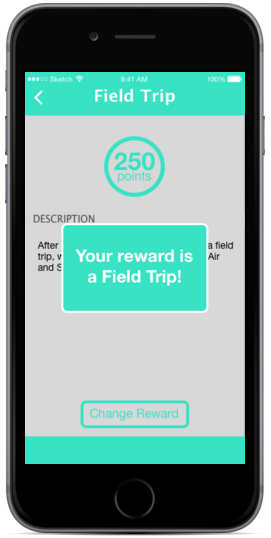 Sketch 9:41 AM 100%
Field Trip
250
points
DESCRIPTION
After a field
trip, Air
and
Your reward is
a Field Trip!
Change Reward